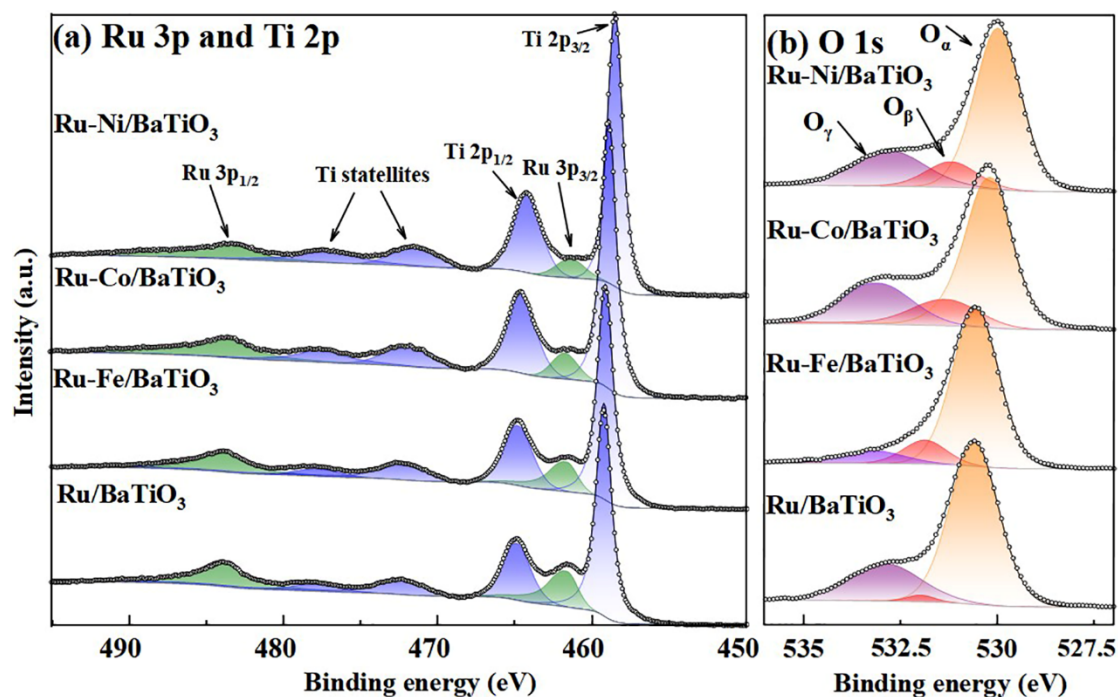 (a) Ru 3p and Ti 2p
Ti 2p3/2
Ru-Ni/BaTiO3
Ru 3p1/2
Ti statellites
Ti 2p1/2
Ru 3p3/2
Ru-Co/BaTiO3
Ru-Fe/BaTiO3
Ru/BaTiO3
Intensity (a.u.)
490
480
470
460
450
Binding energy (eV)
(b) O 1s
Oα
Ru-Ni/BaTiO3
Oγ
Oβ
Ru-Co/BaTiO3
Ru-Fe/BaTiO3
Ru/BaTiO3
535
532.5
530
527.5
Binding energy (eV)